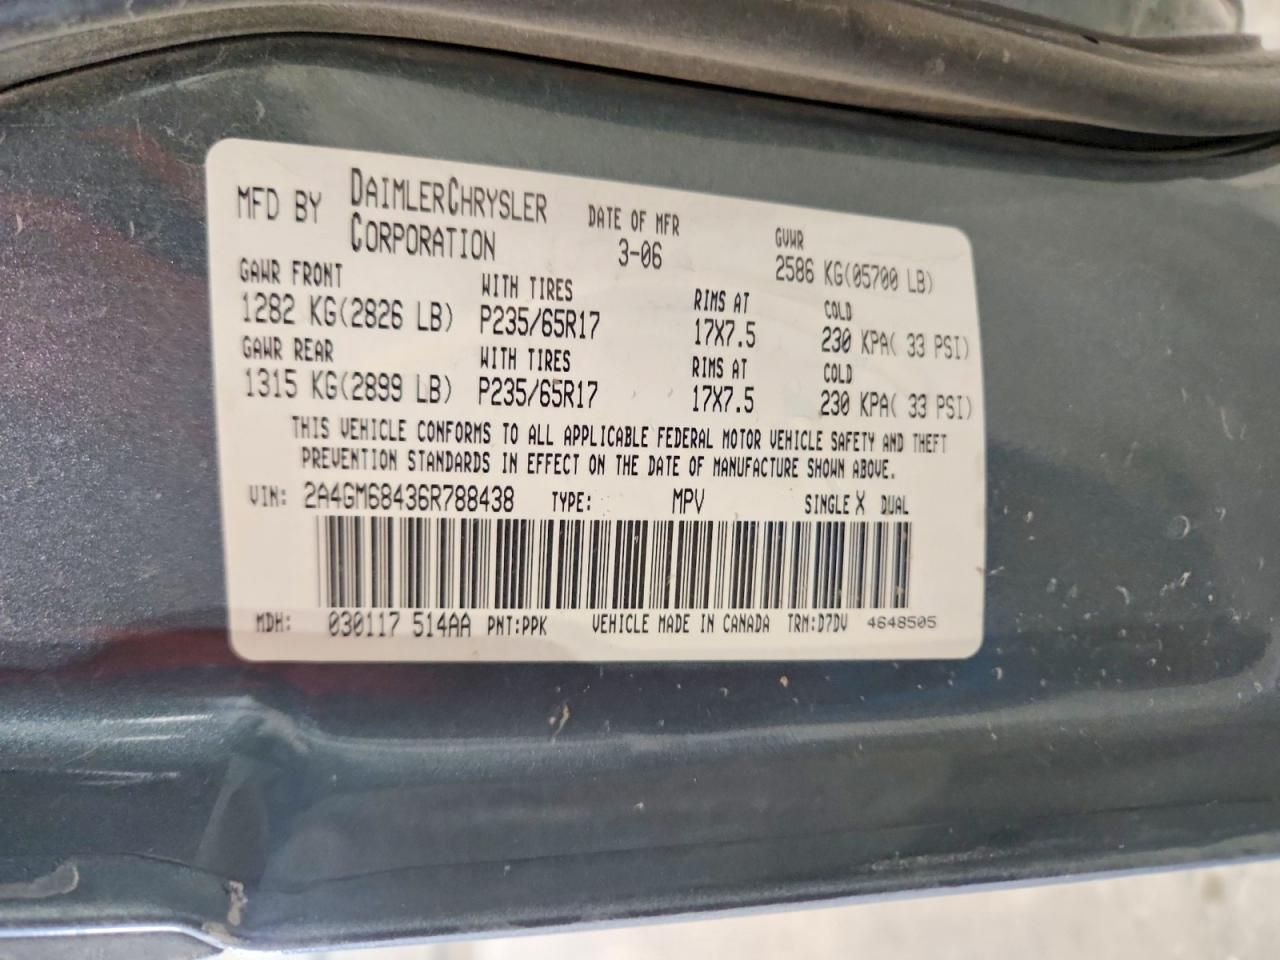 MFD BY DAIMLERCHRYSLER CORPORATION DATE OF MFR 3-06 GVWR 2586 KG(05700 LB)
GAWR FRONT WITH TIRES RIMS AT COLD
1282 KG(2826 LB) P235/65R17 17X7.5 230 KPA( 33 PSI)
GAWR REAR WITH TIRES RIMS AT COLD
1315 KG(2899 LB) P235/65R17 17X7.5 230 KPA( 33 PSI)
THIS VEHICLE CONFORMS TO ALL APPLICABLE FEDERAL MOTOR VEHICLE SAFETY AND THEFT
PREVENTION STANDARDS IN EFFECT ON THE DATE OF MANUFACTURE SHOWN ABOVE.
VIN: 2A4GM68436R788438 TYPE: MPV SINGLE X DUAL
MDH: 030117 514AA PNT:PPK VEHICLE MADE IN CANADA TRM:D7DV 4648505